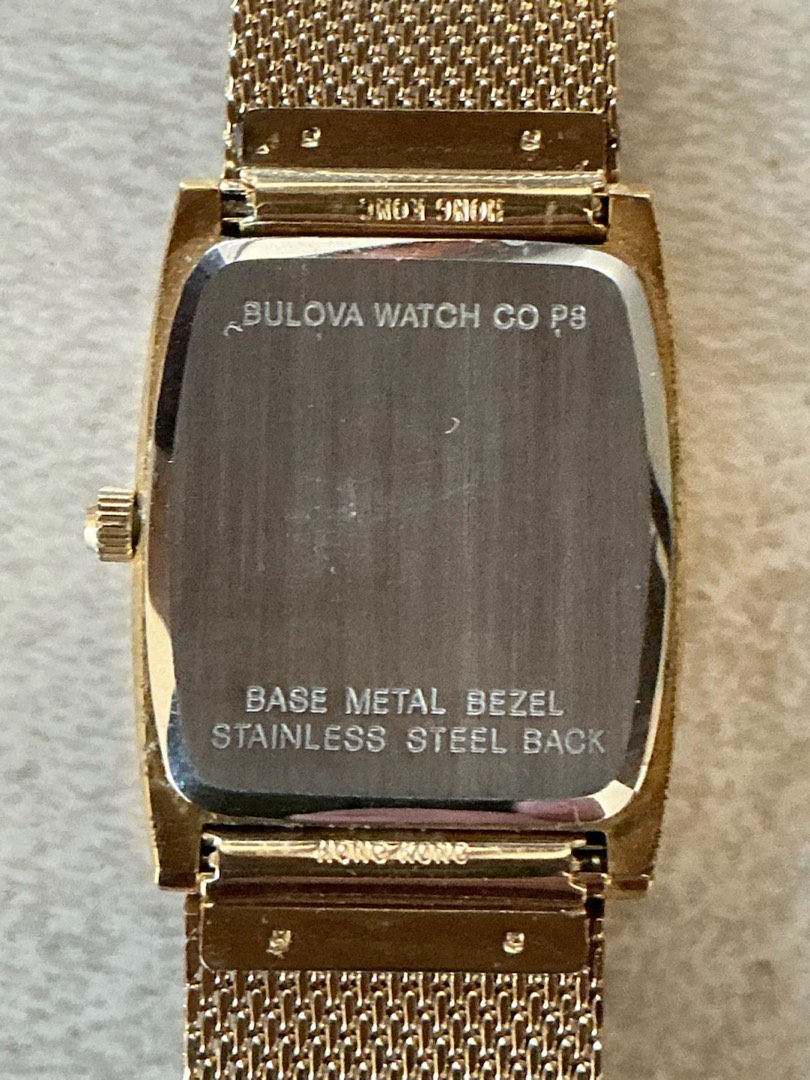 HONG KONG
BULOVA WATCH CO P8
BASE METAL BEZEL
STAINLESS STEEL BACK
HONG KONG